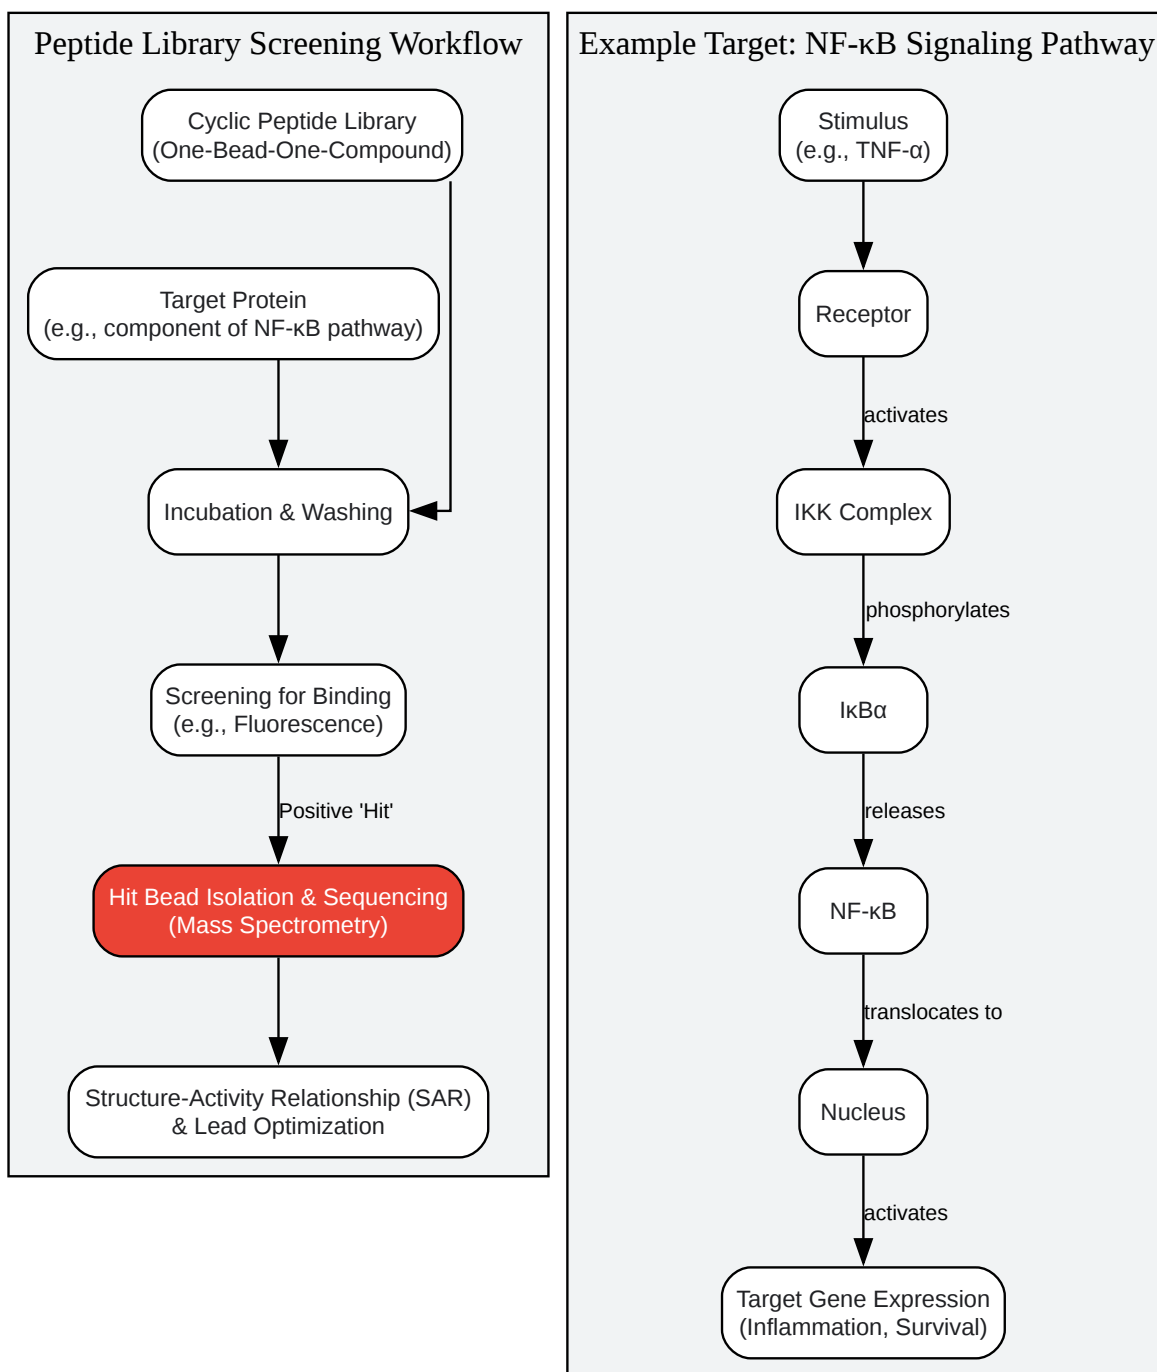 Peptide Library Screening Workflow
Cyclic Peptide Library
(One-Bead-One-Compound)
Target Protein
(e.g., component of NF-κB pathway)
Incubation & Washing
Screening for Binding
(e.g., Fluorescence)
Positive 'Hit'
Hit Bead Isolation & Sequencing
(Mass Spectrometry)
Structure-Activity Relationship (SAR)
& Lead Optimization
Example Target: NF-κB Signaling Pathway
Stimulus
(e.g., TNF-α)
Receptor
activates
IKK Complex
phosphorylates
IκBα
releases
NF-κB
translocates to
Nucleus
activates
Target Gene Expression
(Inflammation, Survival)